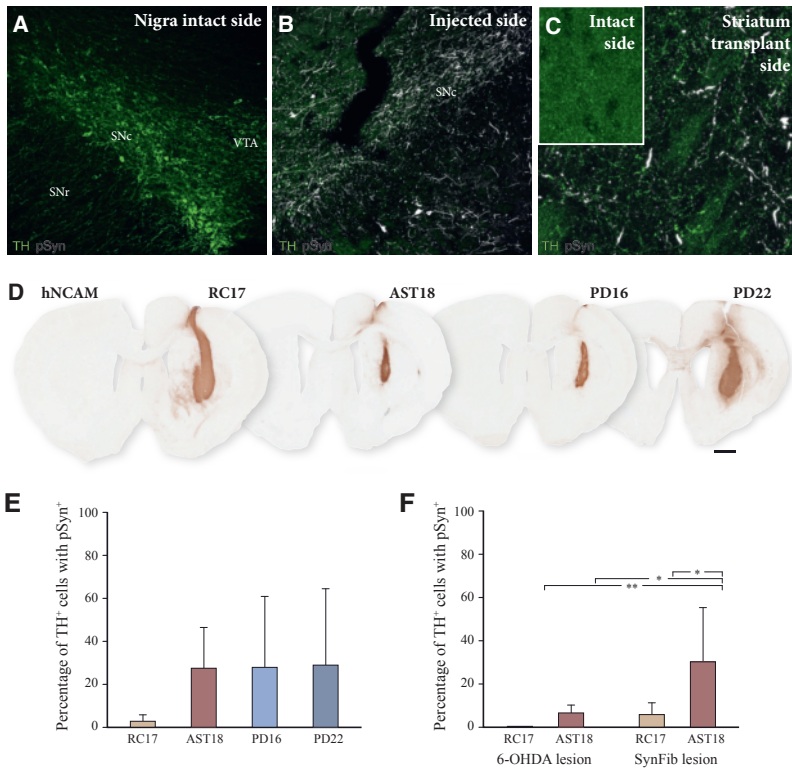 A
Nigra intact side
SNc
VTA
SNr
TH pSyn
B
Injected side
SNc
TH pSyn
C
Intact
side
Striatum
transplant
side
TH pSyn
D
hNCAM
RC17
AST18
PD16
PD22
E
Percentage of TH+ cells with pSyn+
100
80
60
40
20
0
RC17
AST18
PD16
PD22
F
Percentage of TH+ cells with pSyn+
100
80
60
40
20
0
*
*
**
RC17
AST18
RC17
AST18
6-OHDA lesion
SynFib lesion